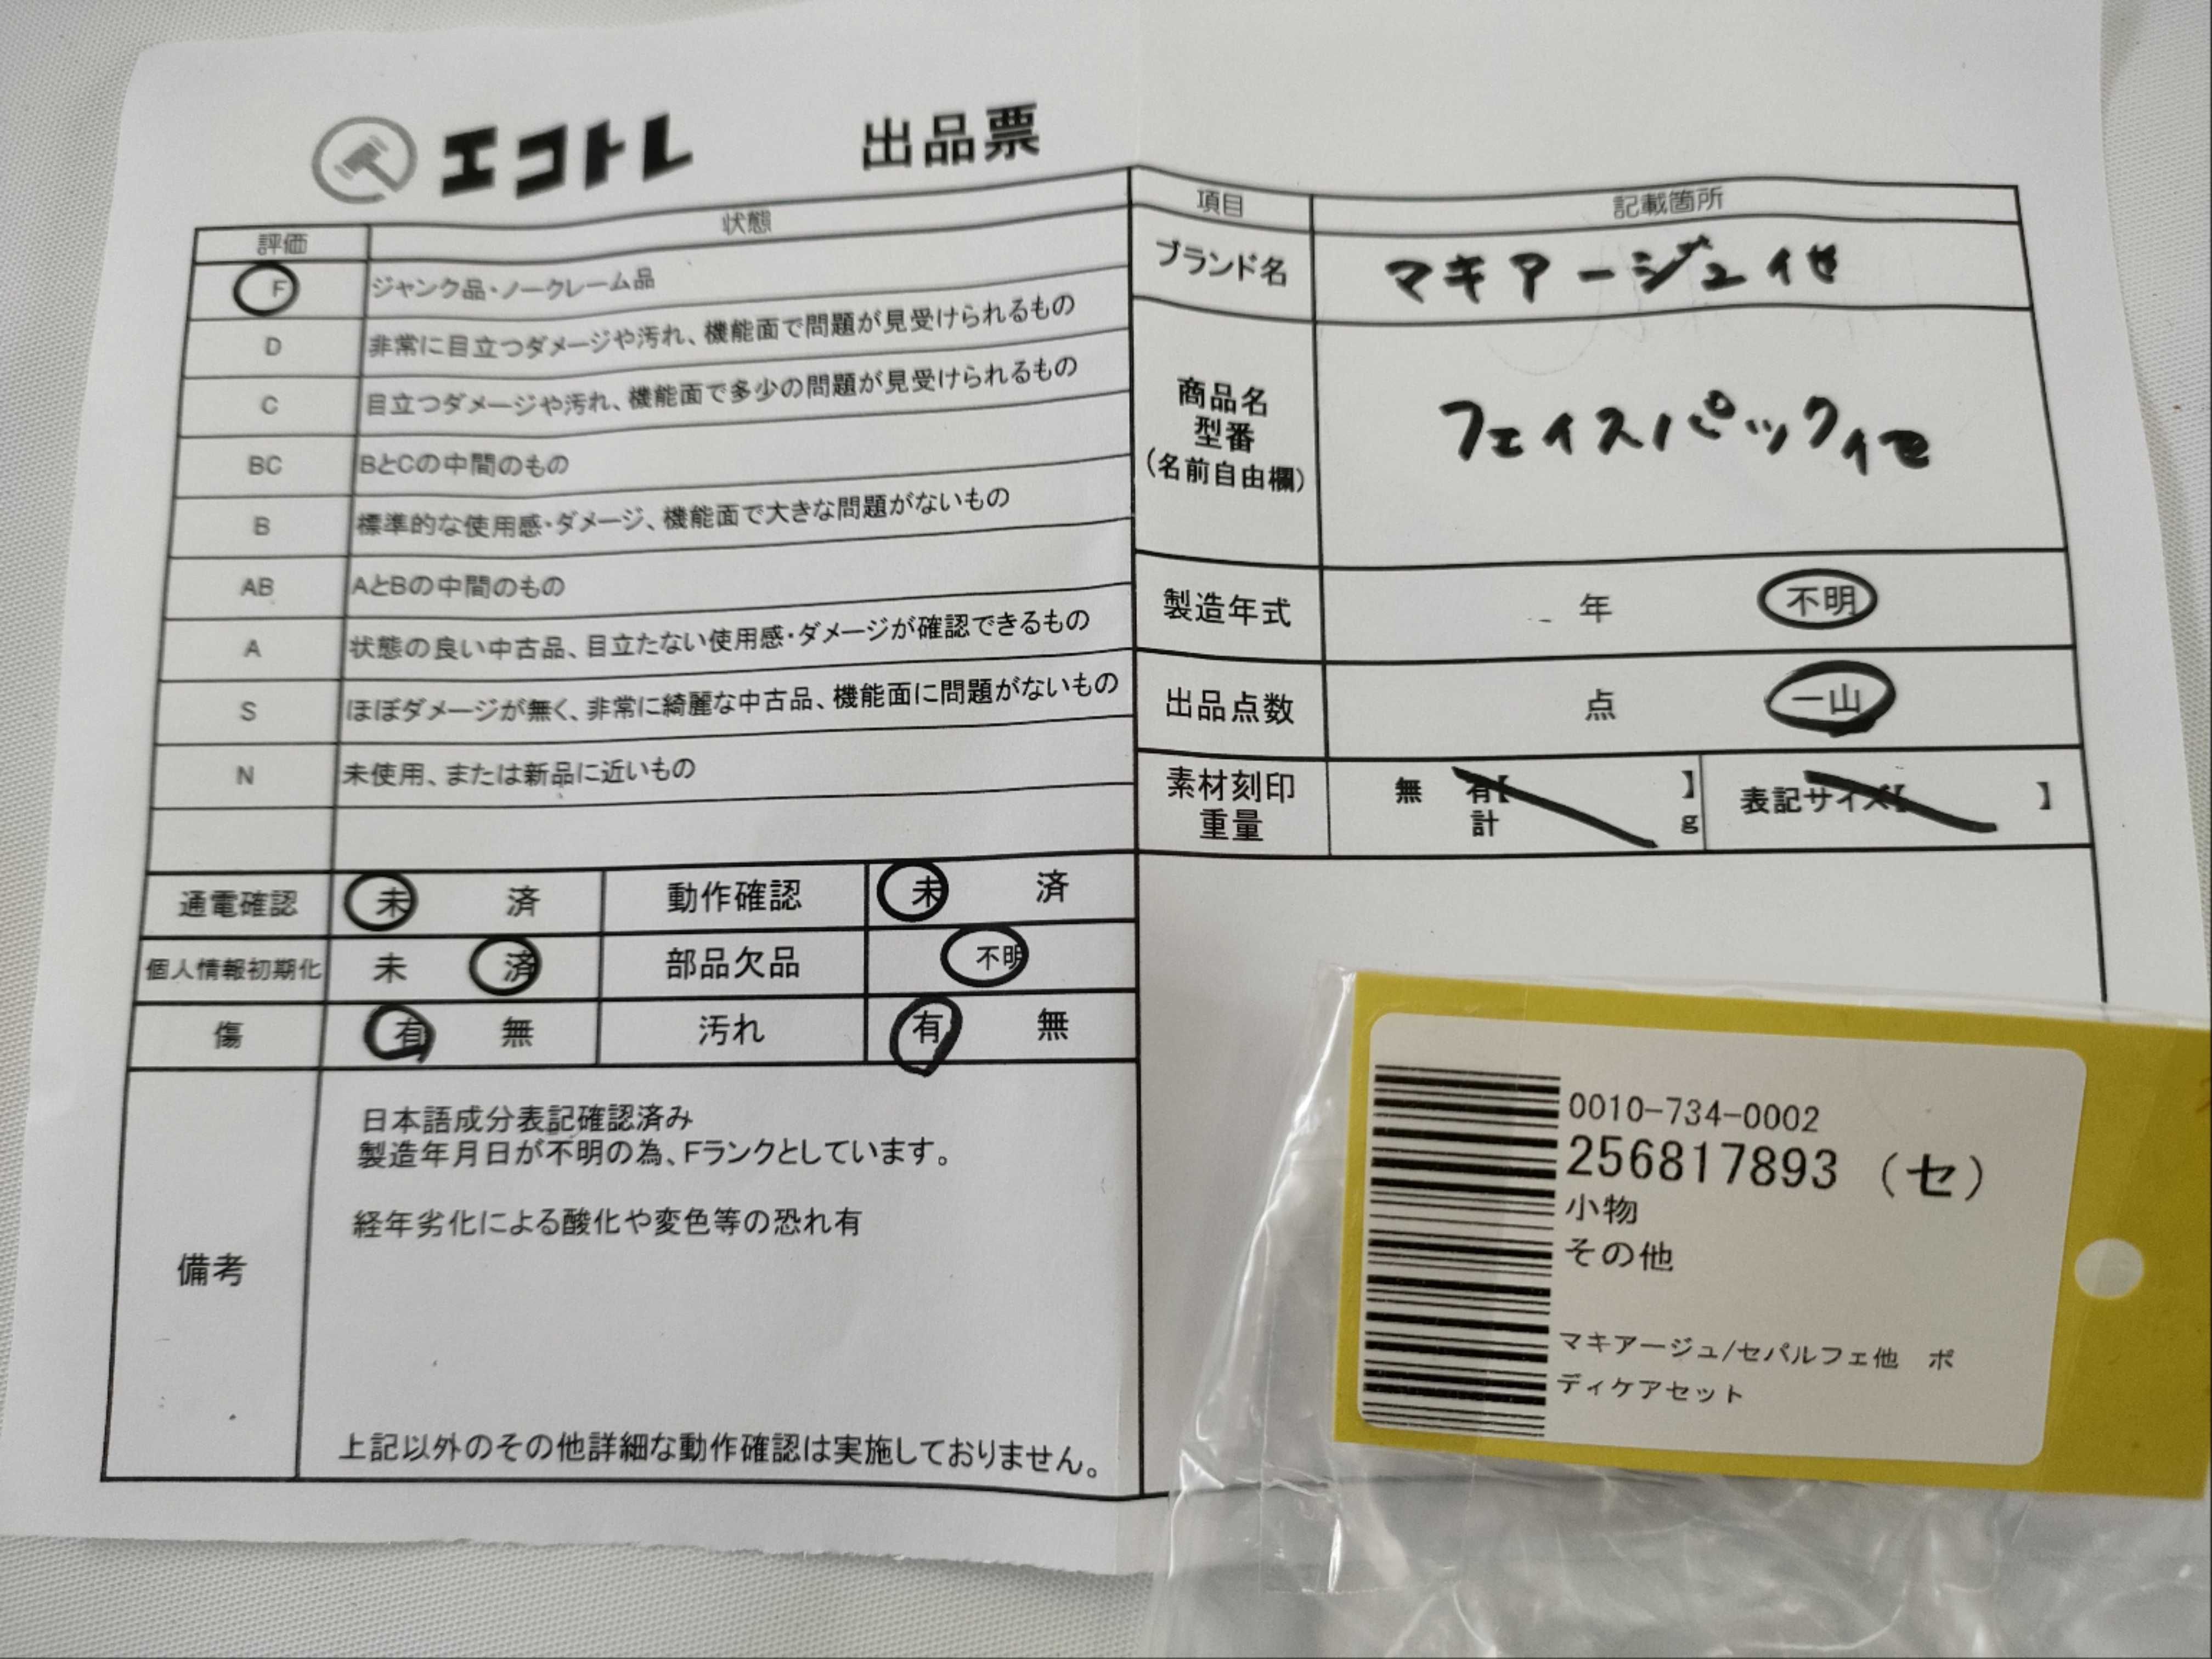 エコトレ 出品票
評価 状態
F ジャンク品・ノークレーム品
D 非常に目立つダメージや汚れ、機能面で問題が見受けられるもの
C 目立つダメージや汚れ、機能面で多少の問題が見受けられるもの
BC BとCの中間のもの
B 標準的な使用感・ダメージ、機能面で大きな問題がないもの
AB AとBの中間のもの
A 状態の良い中古品、目立たない使用感・ダメージが確認できるもの
S ほぼダメージが無く、非常に綺麗な中古品、機能面に問題がないもの
N 未使用、または新品に近いもの
通電確認 未 済 動作確認 未 済
個人情報初期化 未 済 部品欠品 不明
傷 有 無 汚れ 有 無
備考
日本語成分表記確認済み
製造年月日が不明の為、Fランクとしています。
経年劣化による酸化や変色等の恐れ有
上記以外のその他詳細な動作確認は実施しておりません。
項目 記載箇所
ブランド名 マキアージュ他
商品名
型番
(名前自由欄)
フェイスパック他
製造年式 年 不明
出品点数 点 一山
素材刻印 無 有【 】 表記サイズ【 】
重量 計 g
0010-734-0002
256817893 (セ)
小物
その他
マキアージュ/セパルフェ他 ボ
ディケアセット